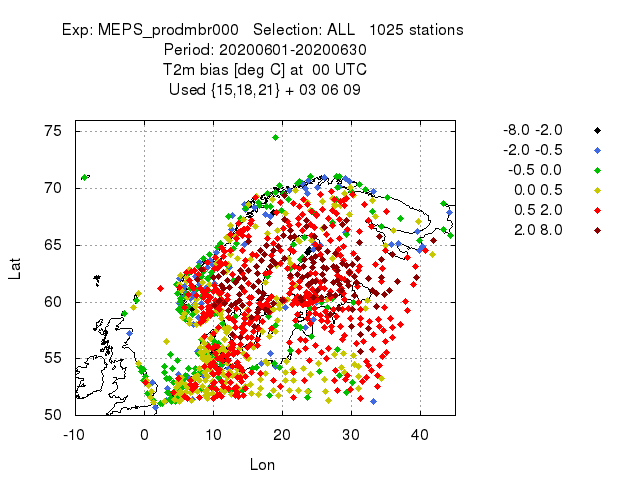 Exp: MEPS_prodmbr000 Selection: ALL 1025 stations
Period: 20200601-20200630
T2m bias [deg C] at 00 UTC
Used {15,18,21} + 03 06 09
-8.0 -2.0
-2.0 -0.5
-0.5 0.0
0.0 0.5
0.5 2.0
2.0 8.0
Lat
75
70
65
60
55
50
-10 0 10 20 30 40
Lon